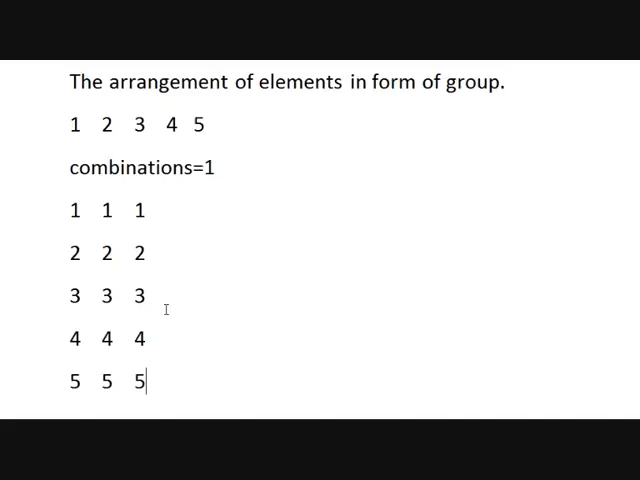 The arrangement of elements in form of group.
1 2 3 4 5
combinations=1
1 1 1
2 2 2
3 3 3
4 4 4
5 5 5